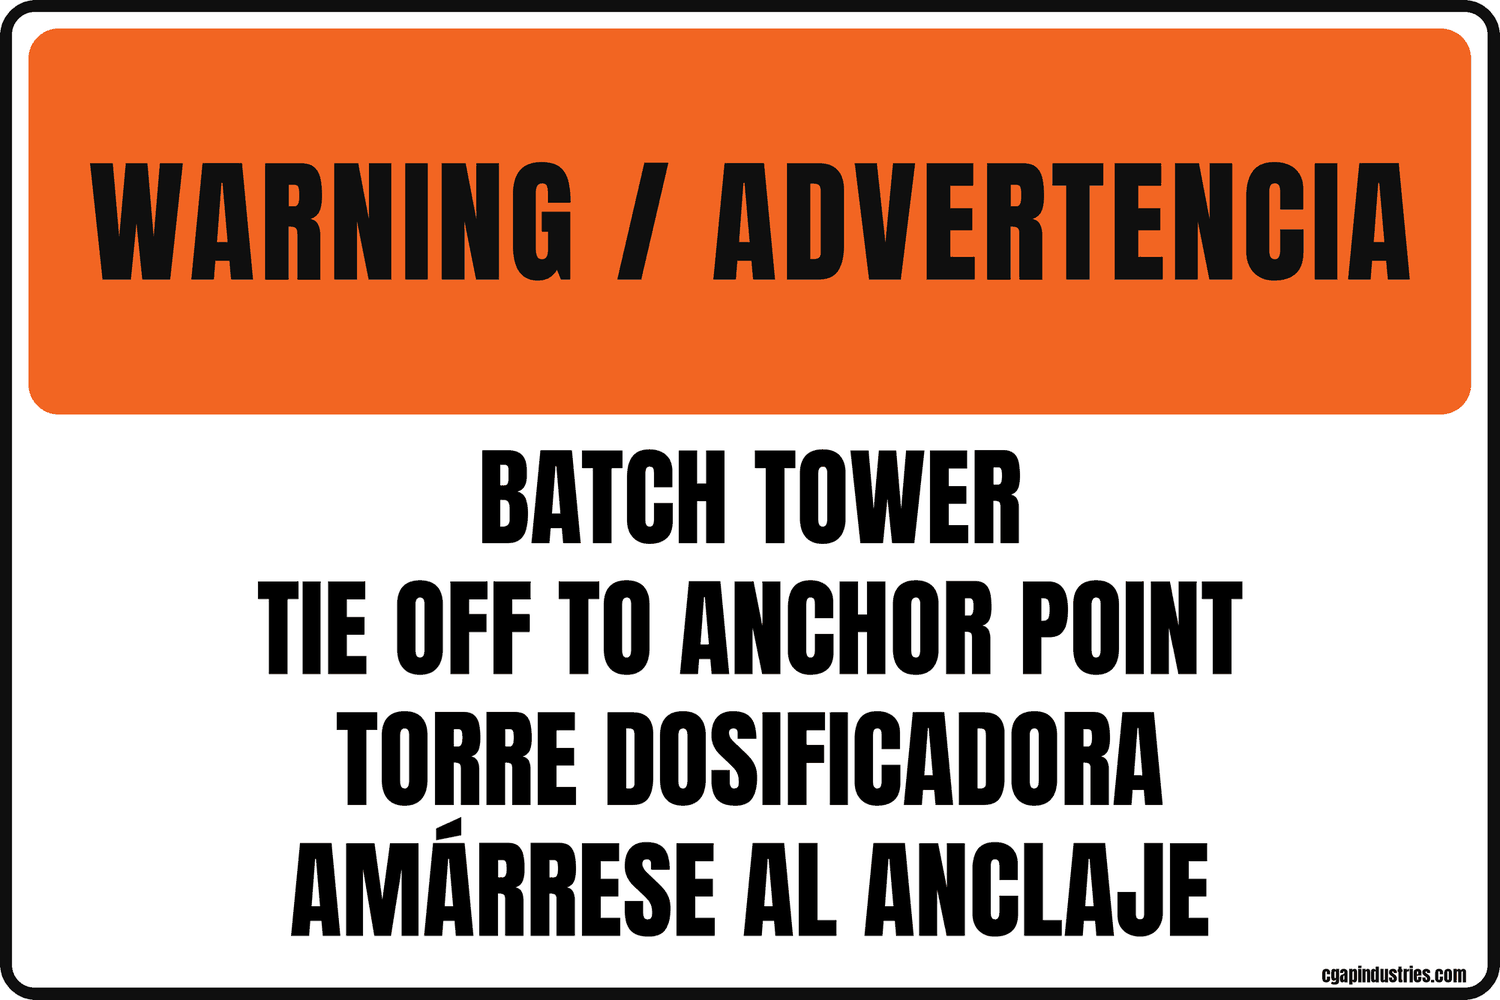 WARNING / ADVERTENCIA
BATCH TOWER
TIE OFF TO ANCHOR POINT
TORRE DOSIFICADORA
AMÁRRESE AL ANCLAJE
cgapindustries.com